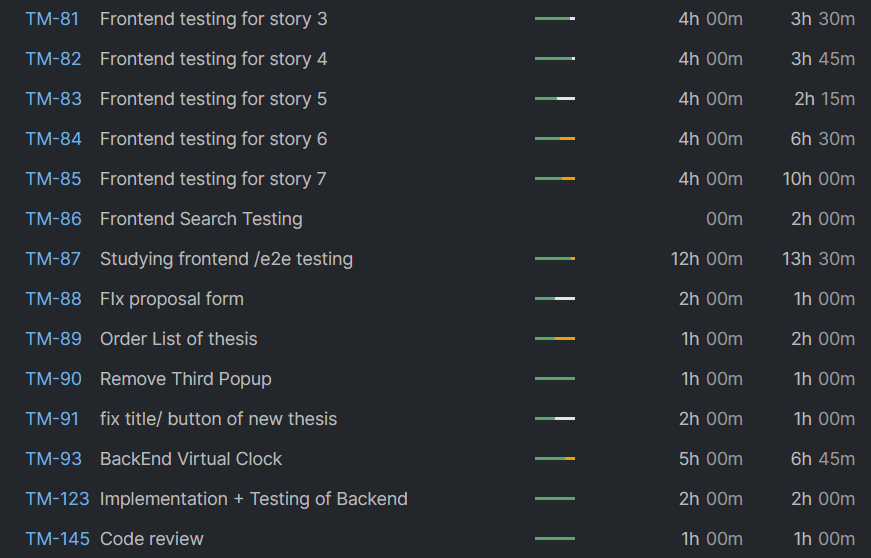 TM-81 Frontend testing for story 3 4h 00m 3h 30m
TM-82 Frontend testing for story 4 4h 00m 3h 45m
TM-83 Frontend testing for story 5 4h 00m 2h 15m
TM-84 Frontend testing for story 6 4h 00m 6h 30m
TM-85 Frontend testing for story 7 4h 00m 10h 00m
TM-86 Frontend Search Testing 00m 2h 00m
TM-87 Studying frontend /e2e testing 12h 00m 13h 30m
TM-88 FIx proposal form 2h 00m 1h 00m
TM-89 Order List of thesis 1h 00m 2h 00m
TM-90 Remove Third Popup 1h 00m 1h 00m
TM-91 fix title/ button of new thesis 2h 00m 1h 00m
TM-93 BackEnd Virtual Clock 5h 00m 6h 45m
TM-123 Implementation + Testing of Backend 2h 00m 2h 00m
TM-145 Code review 1h 00m 1h 00m